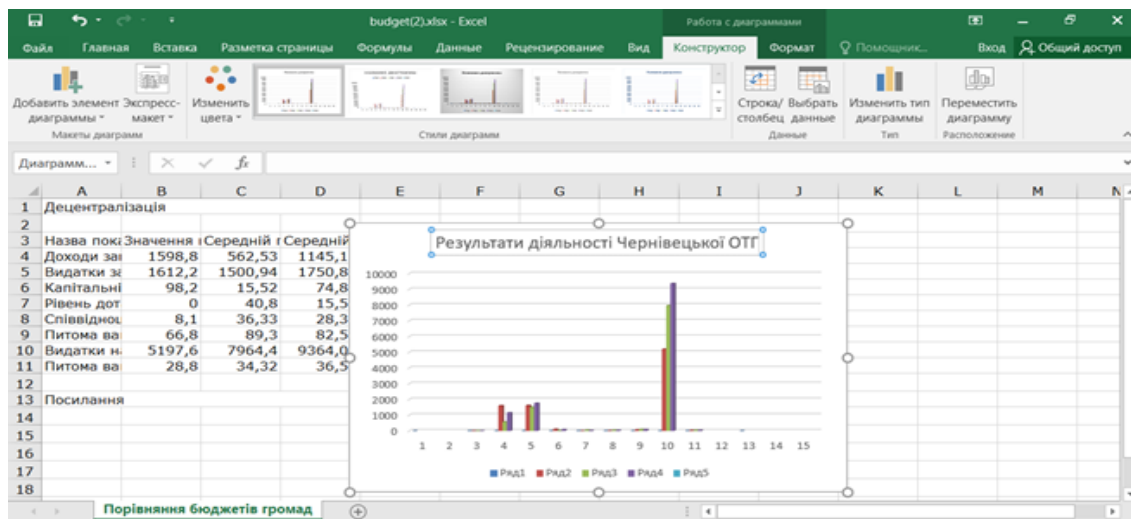 budget(2).xlsx - Excel
Работа с диаграммами
Файл Главная Вставка Разметка страницы Формулы Данные Рецензирование Вид Конструктор Формат Помощник... Вход Общий доступ
Добавить элемент диаграммы
Экспресс-макет
Изменить цвета
Строка/столбец
Выбрать данные
Изменить тип диаграммы
Переместить диаграмму
Макеты диаграмм Стили диаграмм Данные Тип Расположение
Диаграмм... fx
A B C D E F G H I J K L M N
1 Децентралізація
2
3 Назва пока Значення Середній Середній
4 Доходи за 1598,8 562,53 1145,1
5 Видатки за 1612,2 1500,94 1750,8
6 Капітальні 98,2 15,52 74,8
7 Рівень дот 0 40,8 15,5
8 Співвіднош 8,1 36,33 28,3
9 Питома ва 66,8 89,3 82,5
10 Видатки н 5197,6 7964,4 9364,0
11 Питома ва 28,8 34,32 36,5
12
13 Посилання
14
15
16
17
18
Результати діяльності Чернівецької ОТГ
10000
9000
8000
7000
6000
5000
4000
3000
2000
1000
0
1 2 3 4 5 6 7 8 9 10 11 12 13 14 15
Ряд1 Ряд2 Ряд3 Ряд4 Ряд5
Порівняння бюджетів громад